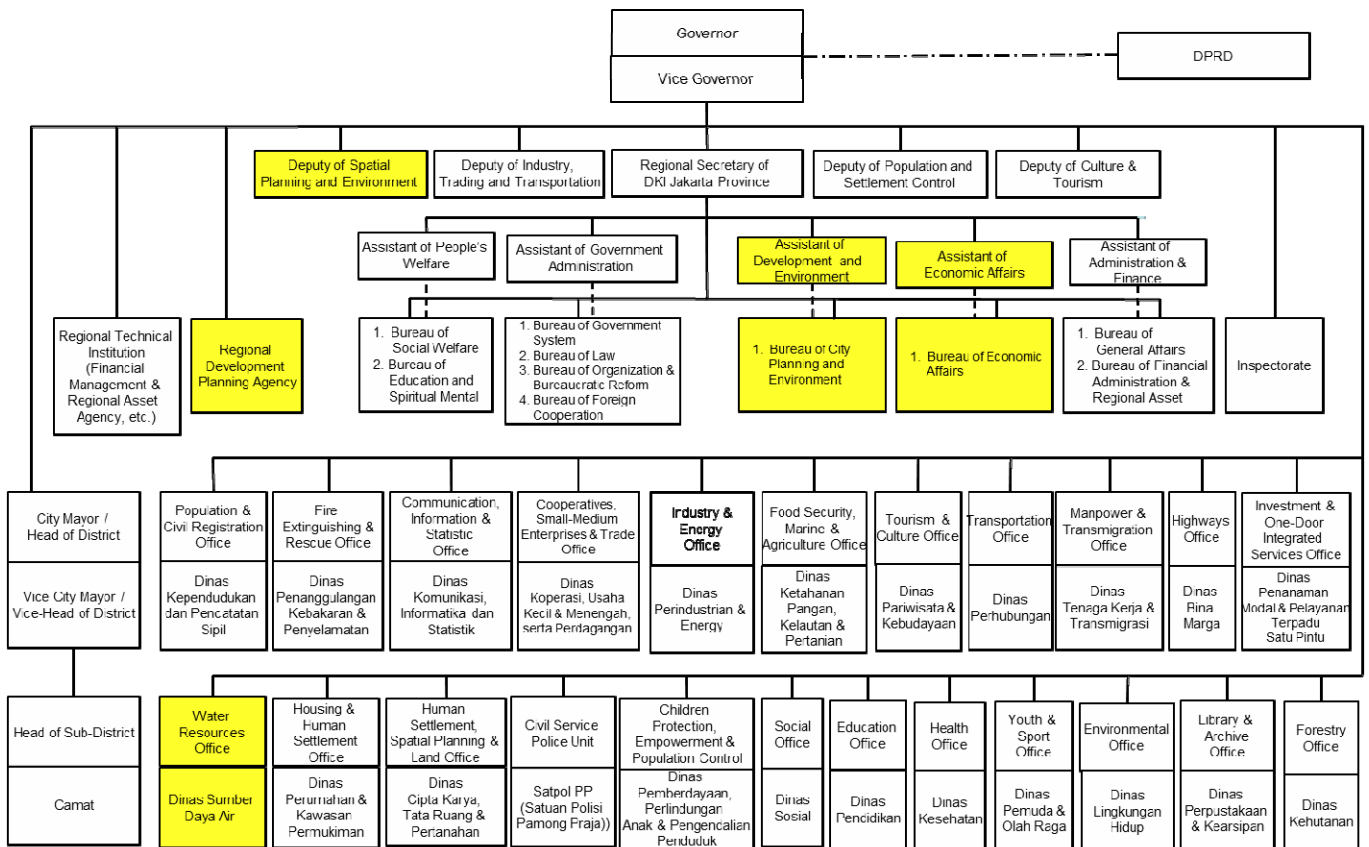 Governor
Vice Governor
DPRD
Deputy of Spatial
Planning and Environment
Deputy of Industry,
Trading and Transportation
Regional Secretary of
DKI Jakarta Province
Deputy of Population and
Settlement Control
Deputy of Culture &
Tourism
Assistant of People's
Welfare
Assistant of Government
Administration
Assistant of
Development and
Environment
Assistant of
Economic Affairs
Assistant of
Administration &
Finance
Regional Technical
Institution
(Financial
Management &
Regional Asset
Agency, etc.)
Regional
Development
Planning Agency
1. Bureau of
Social Welfare
2. Bureau of
Education and
Spiritual Mental
1. Bureau of Government
System
2. Bureau of Law
3. Bureau of Organization &
Bureaucratic Reform
4. Bureau of Foreign
Cooperation
1. Bureau of City
Planning and
Environment
1. Bureau of Economic
Affairs
1. Bureau of
General Affairs
2. Bureau of Financial
Administration &
Regional Asset
Inspectorate
City Mayor /
Head of District
Vice City Mayor /
Vice-Head of District
Population &
Civil Registration
Office
Dinas
Kependudukan
dan Pencatatan
Sipil
Fire
Extinguishing &
Rescue Office
Dinas
Penanggulangan
Kebakaran &
Penyelamatan
Communication,
Information &
Statistic Office
Dinas
Komunikasi,
Informatika dan
Statistik
Cooperatives,
Small-Medium
Enterprises & Trade
Office
Dinas
Koperasi, Usaha
Kecil & Menengah,
serta Perdagangan
Industry &
Energy
Office
Dinas
Perindustrian &
Energy
Food Security,
Marine &
Agriculture Office
Dinas
Ketahanan
Pangan,
Kelautan &
Pertanian
Tourism &
Culture Office
Dinas
Pariwisata &
Kebudayaan
Transportation
Office
Dinas
Perhubungan
Manpower &
Transmigration
Office
Dinas
Tenaga Kerja &
Transmigrasi
Highways
Office
Dinas
Bina
Marga
Investment &
One-Door
Integrated
Services Office
Dinas
Penanaman
Modal & Pelayanan
Terpadu
Satu Pintu
Head of Sub-District
Camat
Water
Resources
Office
Dinas Sumber
Daya Air
Housing &
Human
Settlement
Office
Dinas
Perumahan &
Kawasan
Permukiman
Human
Settlement,
Spatial Planning &
Land Office
Dinas
Cipta Karya,
Tata Ruang &
Pertanahan
Civil Service
Police Unit
Satpol PP
(Satuan Polisi
Pamong Praja))
Children
Protection,
Empowerment &
Population Control
Dinas
Pemberdayaan,
Perlindungan
Anak & Pengendalian
Penduduk
Social
Office
Dinas
Sosial
Education
Office
Dinas
Pendidikan
Health
Office
Dinas
Kesehatan
Youth &
Sport
Office
Dinas
Pemuda &
Olah Raga
Environmental
Office
Dinas
Lingkungan
Hidup
Library &
Archive
Office
Dinas
Perpustakaan
& Kearsipan
Forestry
Office
Dinas
Kehutanan